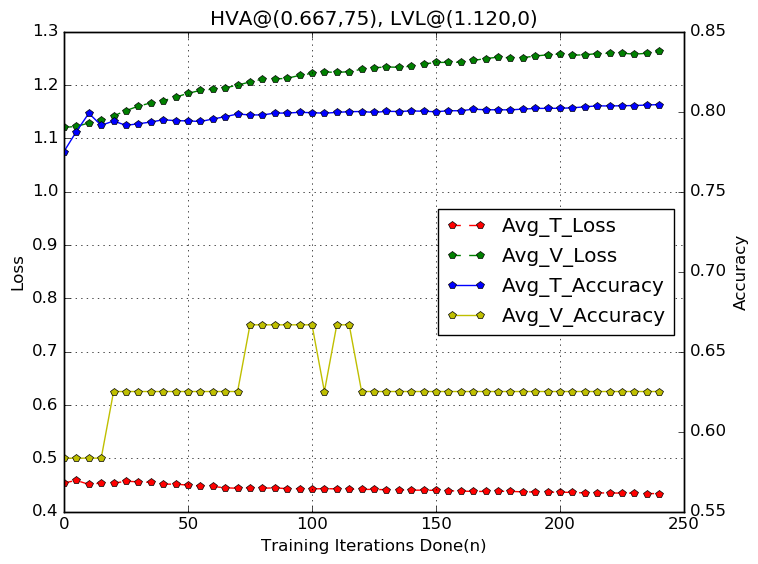 HVA@(0.667,75), LVL@(1.120,0)
1.3
1.2
1.1
1.0
0.9
0.8
0.7
0.6
0.5
0.4
Loss
0.85
0.80
0.75
0.70
0.65
0.60
0.55
Accuracy
Avg_T_Loss
Avg_V_Loss
Avg_T_Accuracy
Avg_V_Accuracy
0 50 100 150 200 250
Training Iterations Done(n)